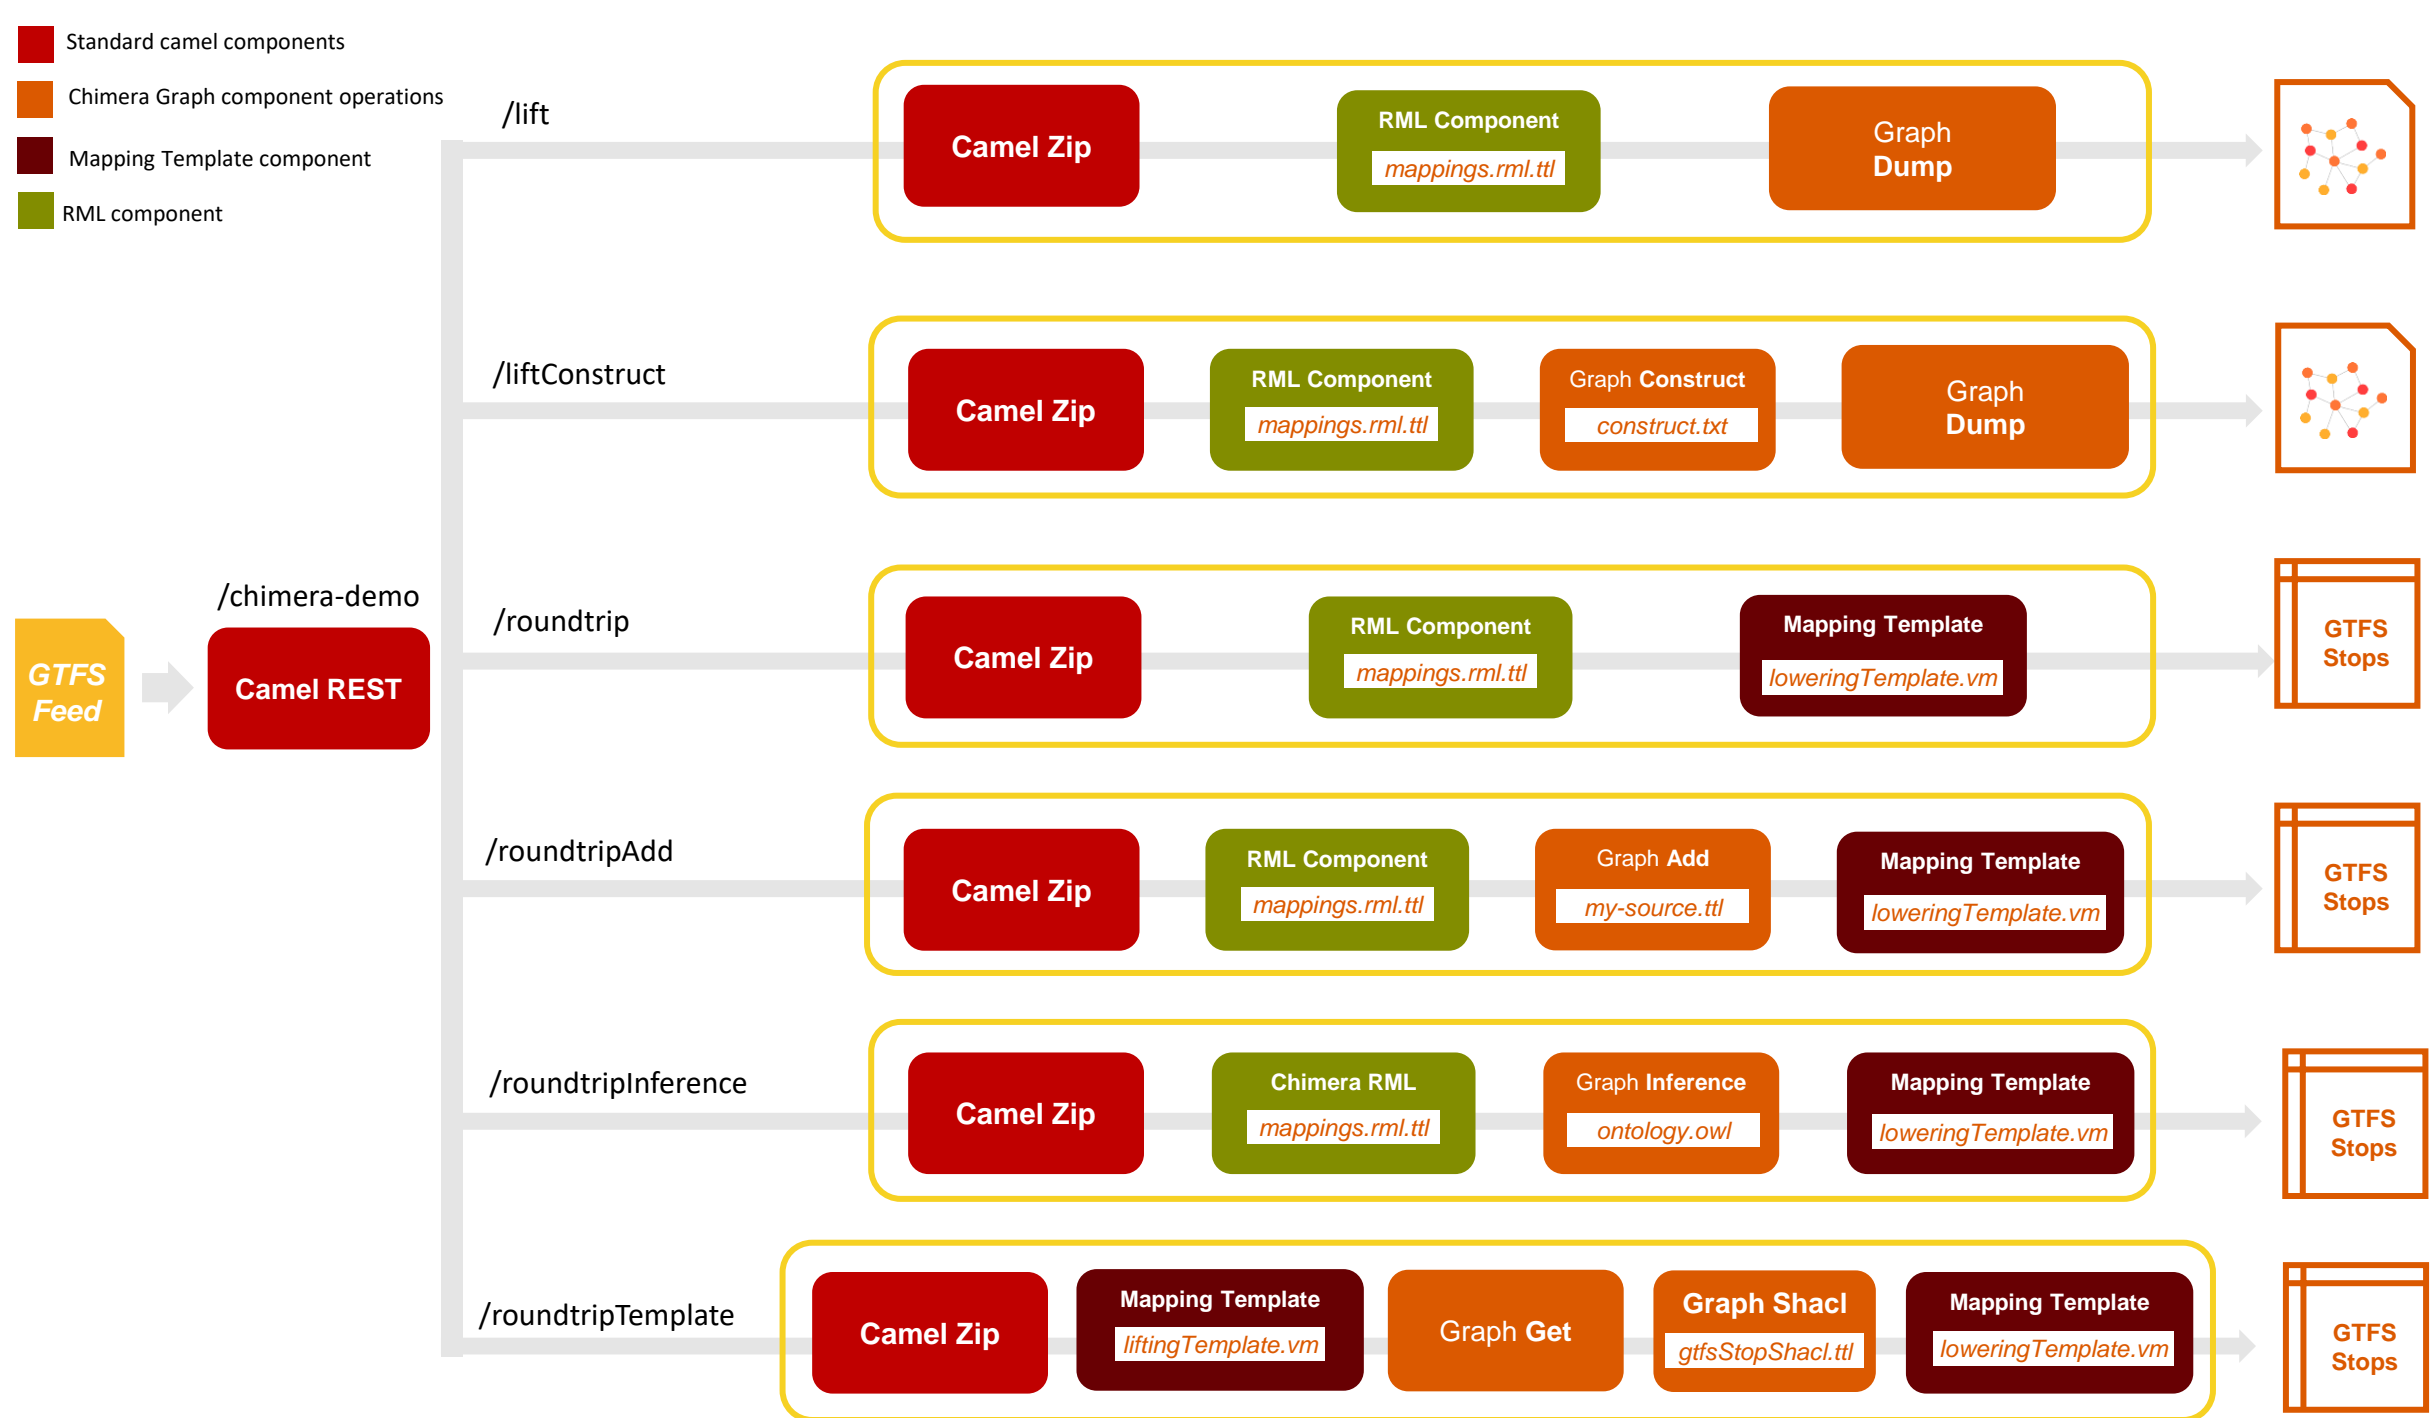 Standard camel components
Chimera Graph component operations
Mapping Template component
RML component
GTFS
Feed
/chimera-demo
Camel REST
/lift
Camel Zip
RML Component
mappings.rml.ttl
Graph
Dump
/liftConstruct
Camel Zip
RML Component
mappings.rml.ttl
Graph Construct
construct.txt
Graph
Dump
/roundtrip
Camel Zip
RML Component
mappings.rml.ttl
Mapping Template
loweringTemplate.vm
GTFS
Stops
/roundtripAdd
Camel Zip
RML Component
mappings.rml.ttl
Graph Add
my-source.ttl
Mapping Template
loweringTemplate.vm
GTFS
Stops
/roundtripInference
Camel Zip
Chimera RML
mappings.rml.ttl
Graph Inference
ontology.owl
Mapping Template
loweringTemplate.vm
GTFS
Stops
/roundtripTemplate
Camel Zip
Mapping Template
liftingTemplate.vm
Graph Get
Graph Shacl
gtfsStopShacl.ttl
Mapping Template
loweringTemplate.vm
GTFS
Stops